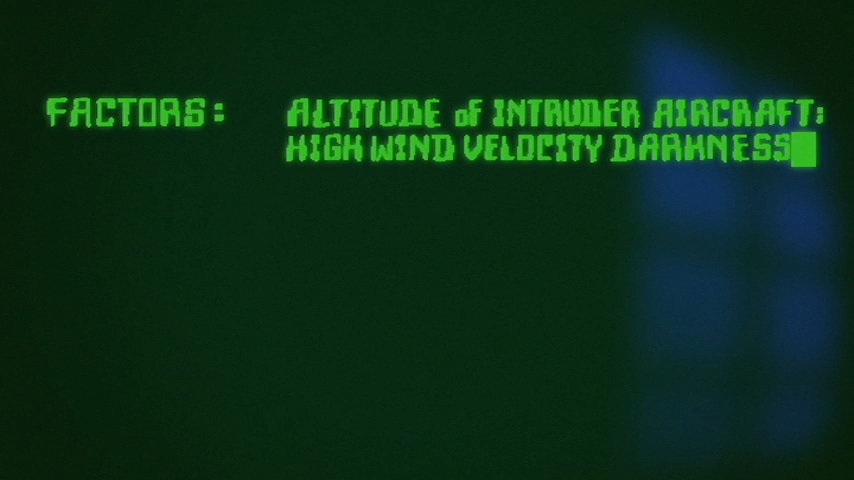 FACTORS: ALTITUDE OF INTRUDER AIRCRAFT;
HIGH WIND VELOCITY DARKNESS